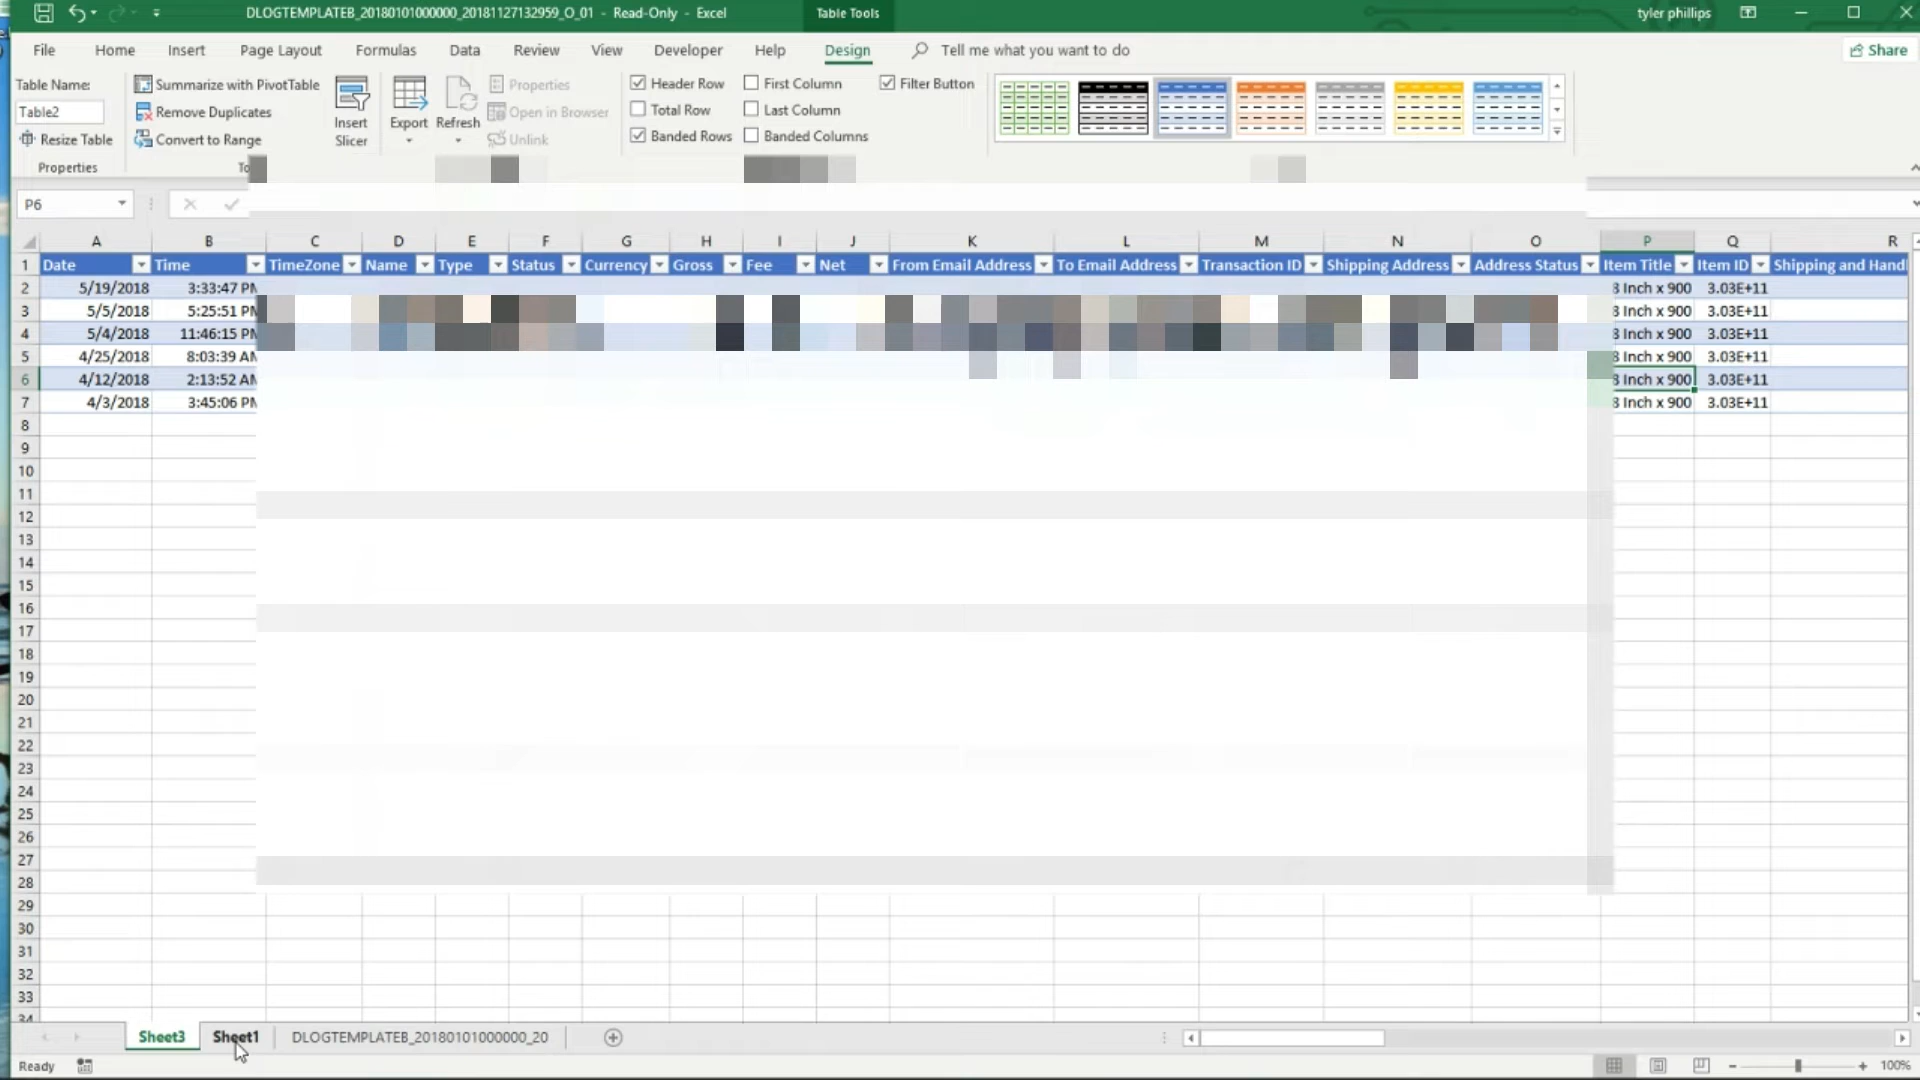 DLOGTEMPLATEB_20180101000000_20181127132959_O_01 - Read-Only - Excel
Table Tools
tyler phillips
File Home Insert Page Layout Formulas Data Review View Developer Help Design Tell me what you want to do Share
Table Name:
Table2
Resize Table
Properties
Summarize with PivotTable
Remove Duplicates
Convert to Range
Insert Slicer
Export
Refresh
Properties
Open in Browser
Unlink
Header Row
Total Row
Banded Rows
First Column
Last Column
Banded Columns
Filter Button
P6
A B C D E F G H I J K L M N O P Q R
1 Date Time TimeZone Name Type Status Currency Gross Fee Net From Email Address To Email Address Transaction ID Shipping Address Address Status Item Title Item ID Shipping and Handl
2 5/19/2018 3:33:47 PM 8 Inch x 900 3.03E+11
3 5/5/2018 5:25:51 PM 8 Inch x 900 3.03E+11
4 5/4/2018 11:46:15 PM 8 Inch x 900 3.03E+11
5 4/25/2018 8:03:39 AM 8 Inch x 900 3.03E+11
6 4/12/2018 2:13:52 AM 8 Inch x 900 3.03E+11
7 4/3/2018 3:45:06 PM 8 Inch x 900 3.03E+11
8
9
10
11
12
13
14
15
16
17
18
19
20
21
22
23
24
25
26
27
28
29
30
31
32
33
34
Sheet3 Sheet1 DLOGTEMPLATEB_20180101000000_20
Ready
100%